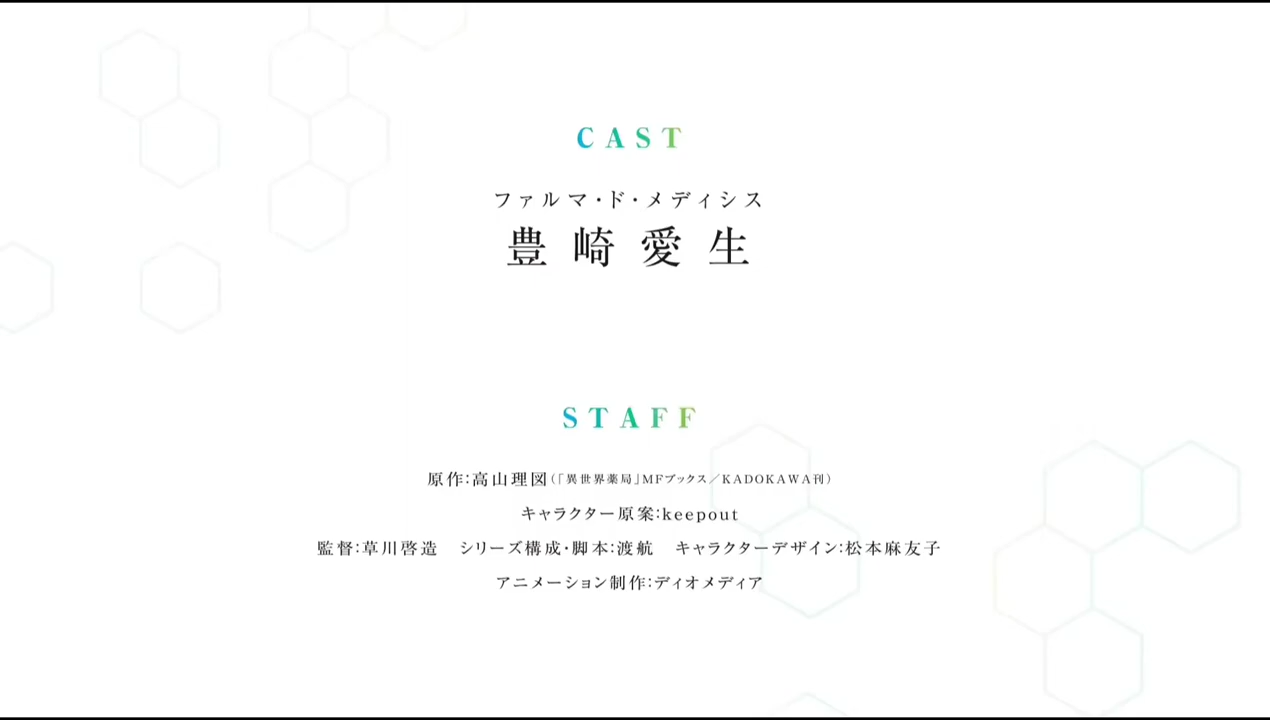 CAST
ファルマ・ド・メディシス
豊崎愛生
STAFF
原作:高山理図(「異世界薬局」MFブックス／KADOKAWA刊)
キャラクター原案:keepout
監督:草川啓造　シリーズ構成・脚本:渡航　キャラクターデザイン:松本麻友子
アニメーション制作:ディオメディア